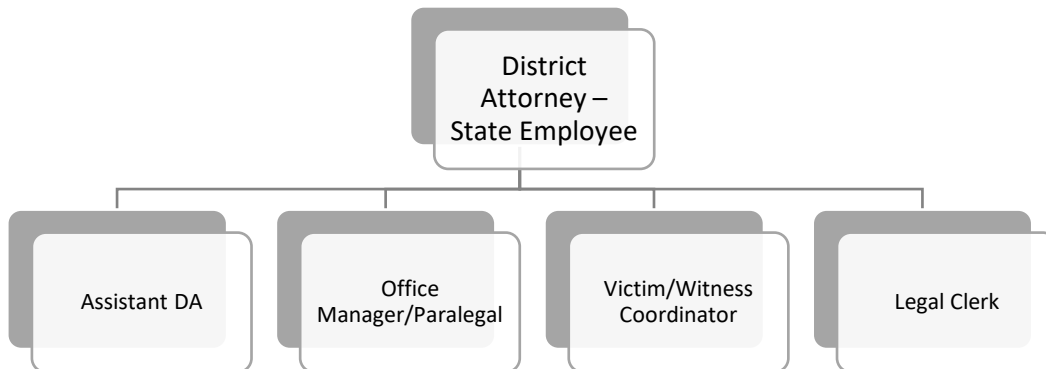 District
Attorney –
State Employee
Assistant DA
Office
Manager/Paralegal
Victim/Witness
Coordinator
Legal Clerk